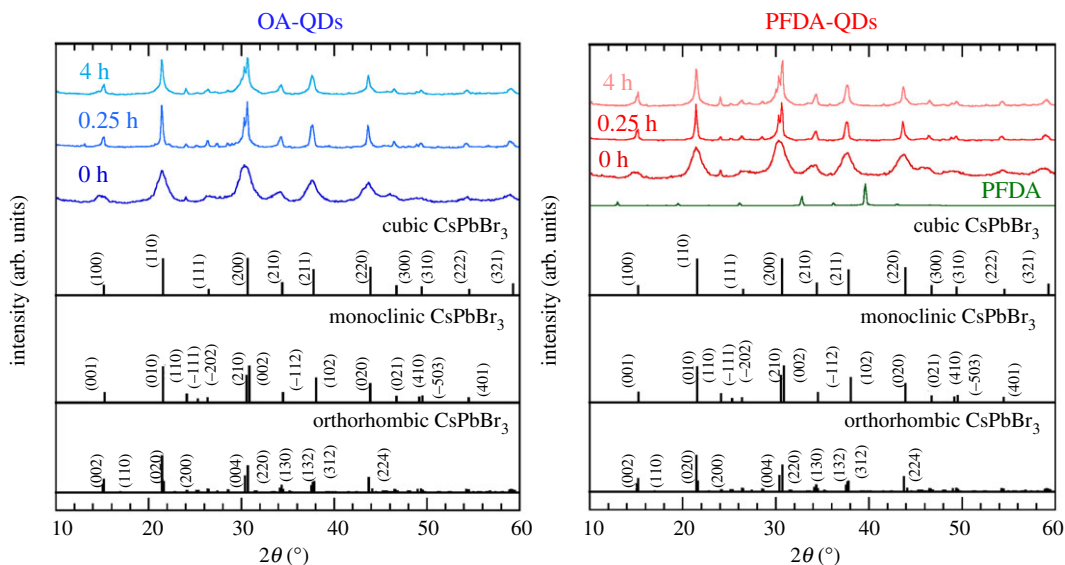 OA-QDs
intensity (arb. units)
4 h
0.25 h
0 h
cubic CsPbBr3
(100) (110) (111) (200) (210) (211) (220) (300) (310) (222) (321)
monoclinic CsPbBr3
(001) (010) (110) (–111) (–202) (210) (002) (–112) (102) (020) (021) (410) (–503) (401)
orthorhombic CsPbBr3
(002) (110) (020) (200) (004) (220) (130) (132) (312) (224)
10 20 30 40 50 60
2θ (°)
PFDA-QDs
intensity (arb. units)
4 h
0.25 h
0 h
PFDA
cubic CsPbBr3
(100) (110) (111) (200) (210) (211) (220) (300) (310) (222) (321)
monoclinic CsPbBr3
(001) (010) (110) (–111) (–202) (210) (002) (–112) (102) (020) (021) (410) (–503) (401)
orthorhombic CsPbBr3
(002) (110) (020) (200) (004) (220) (130) (132) (312) (224)
10 20 30 40 50 60
2θ (°)